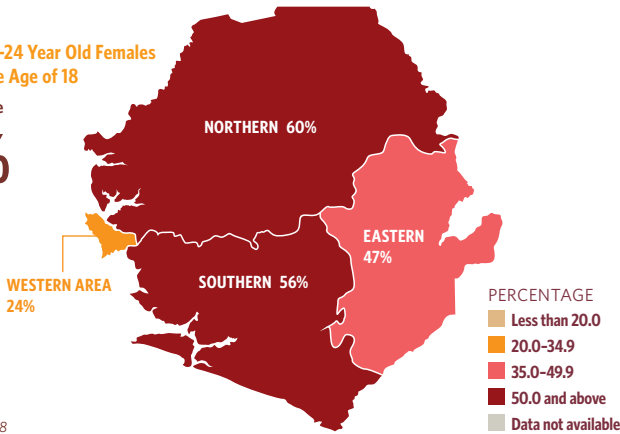 -24 Year Old Females
Age of 18
NORTHERN 60%
EASTERN
47%
SOUTHERN 56%
WESTERN AREA
24%
PERCENTAGE
Less than 20.0
20.0–34.9
35.0–49.9
50.0 and above
Data not available
8